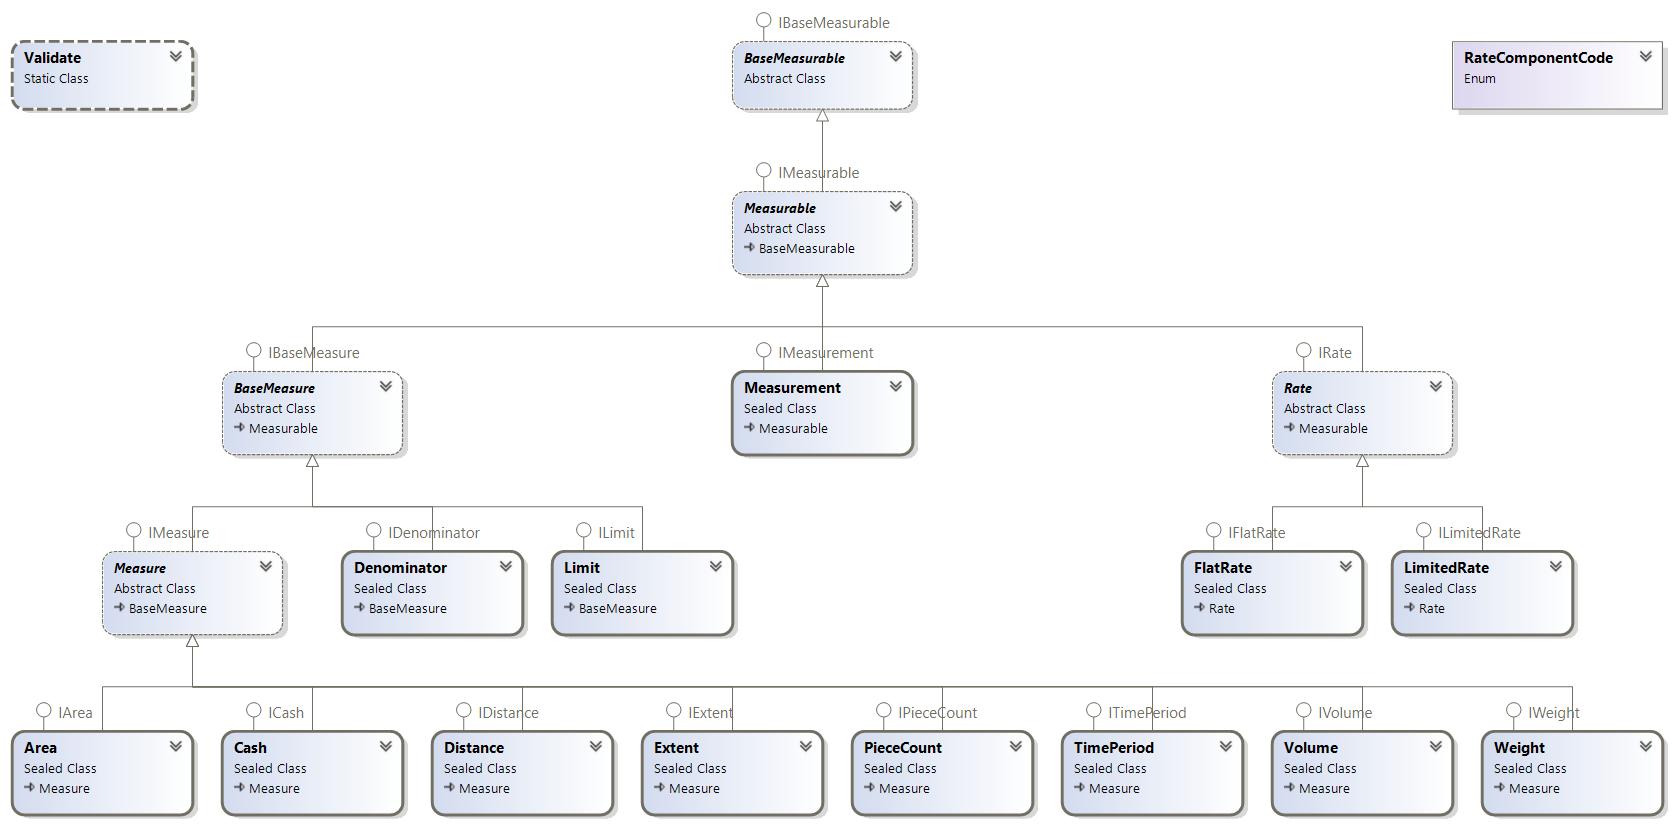 IBaseMeasurable
Validate
Static Class
BaseMeasurable
Abstract Class
RateComponentCode
Enum
IMeasurable
Measurable
Abstract Class
BaseMeasurable
IBaseMeasure
IMeasurement
IRate
BaseMeasure
Abstract Class
Measurable
Measurement
Sealed Class
Measurable
Rate
Abstract Class
Measurable
IMeasure
IDenominator
ILimit
IFlatRate
ILimitedRate
Measure
Abstract Class
BaseMeasure
Denominator
Sealed Class
BaseMeasure
Limit
Sealed Class
BaseMeasure
FlatRate
Sealed Class
Rate
LimitedRate
Sealed Class
Rate
IArea
ICash
IDistance
IExtent
IPieceCount
ITimePeriod
IVolume
IWeight
Area
Sealed Class
Measure
Cash
Sealed Class
Measure
Distance
Sealed Class
Measure
Extent
Sealed Class
Measure
PieceCount
Sealed Class
Measure
TimePeriod
Sealed Class
Measure
Volume
Sealed Class
Measure
Weight
Sealed Class
Measure